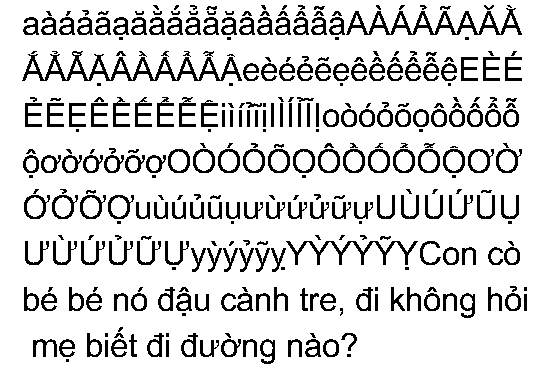 aàáảãạăằắẳẵặâầấẩẫậAÀÁẢÃẠĂẰ
ẮẲẴẶÂẦẤẨẪẬeèéẻẽẹêềếểễệEÈÉ
ẺẼẸÊỀẾỂỄỆiìíỉĩịIÌÍỈĨỊoòóỏõọôồốổỗ
ộơờớởỡợOÒÓỎÕỌÔỒỐỔỖỘƠỜ
ỚỞỠỢuùúủũụưừứửữựUÙÚỨŨỤ
ƯỪỨỬỮỰyỳýỷỹỵYỲÝỶỸỴCon cò
bé bé nó đậu cành tre, đi không hỏi
mẹ biết đi đường nào?